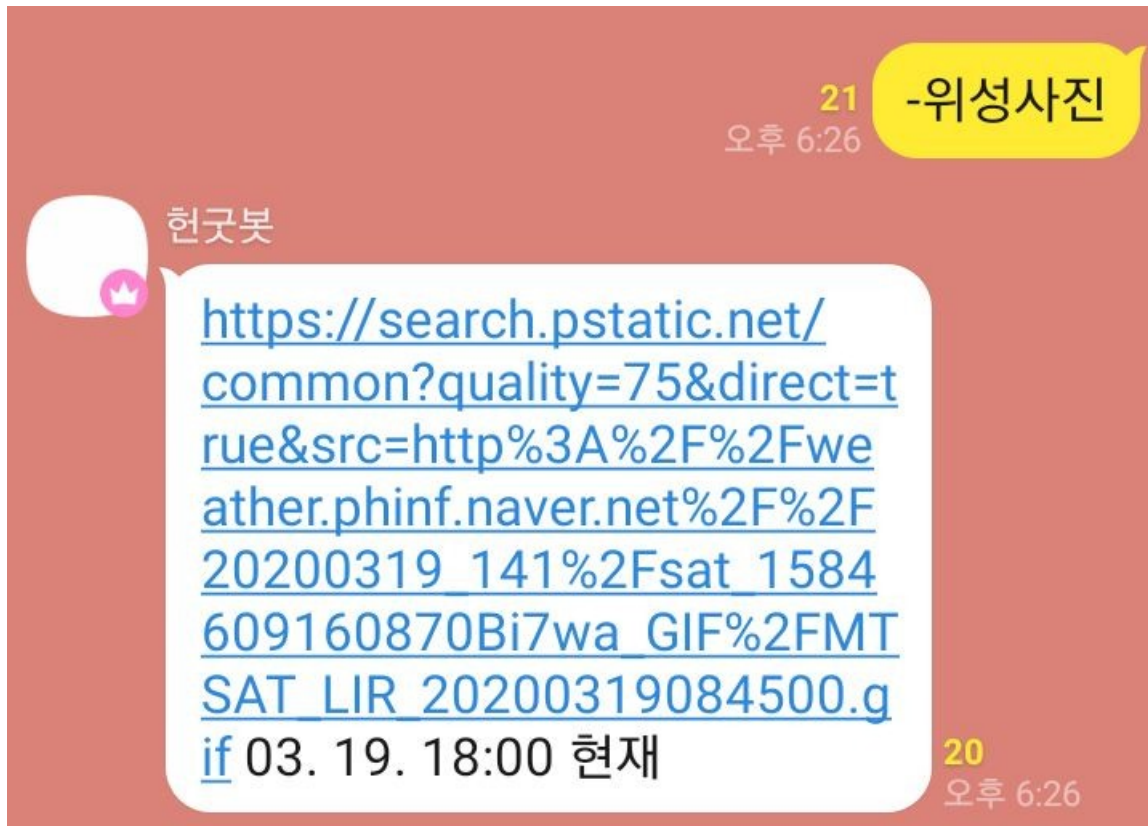 -위성사진
21
오후 6:26
헌굿봇
https://search.pstatic.net/
common?quality=75&direct=t
rue&src=http%3A%2F%2Fwe
ather.phinf.naver.net%2F%2F
20200319_141%2Fsat_1584
609160870Bi7wa_GIF%2FMT
SAT_LIR_20200319084500.g
if 03. 19. 18:00 현재
20
오후 6:26